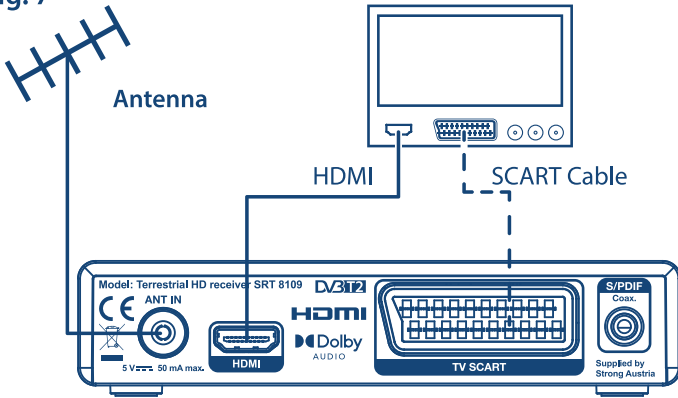 Antenna
HDMI
SCART Cable
Model: Terrestrial HD receiver SRT 8109
DVB T2
S/PDIF
Coax.
CE
ANT IN
HDMI
Dolby
AUDIO
5 V 50 mA max.
HDMI
TV SCART
Supplied by
Strong Austria